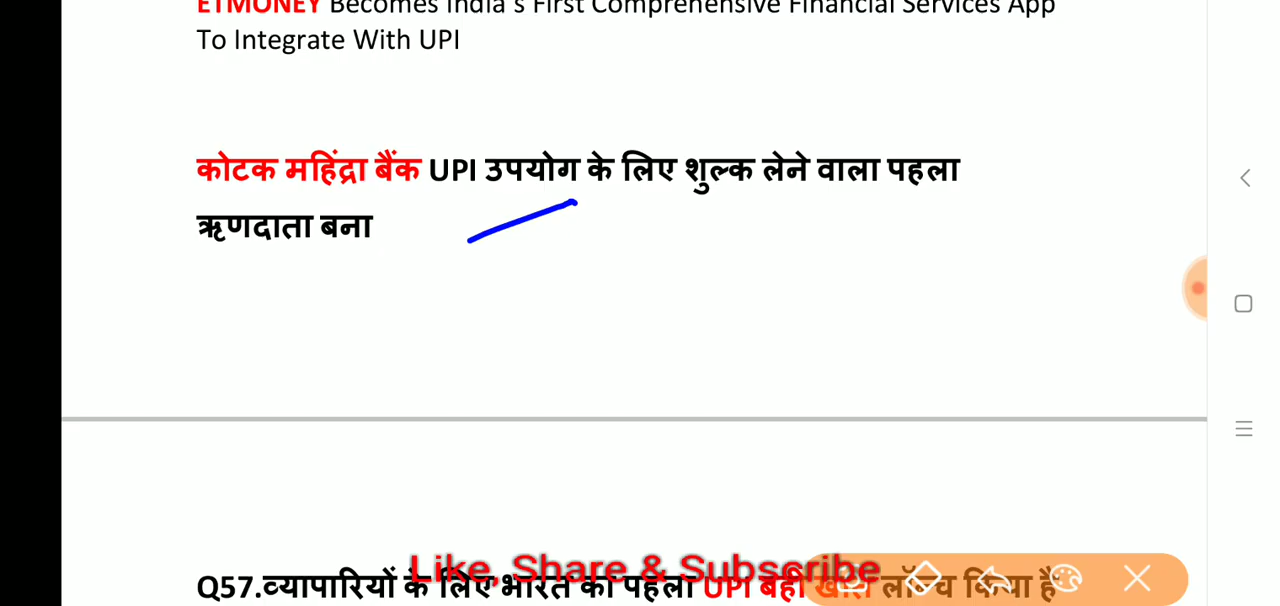 ETMONEY Becomes India's First Comprehensive Financial Services App
To Integrate With UPI
कोटक महिंद्रा बैंक UPI उपयोग के लिए शुल्क लेने वाला पहला
ऋणदाता बना
Like, Share & Subscribe
Q57.व्यापारियों के लिए भारत का पहला UPI बही खाता लॉन्च किया है